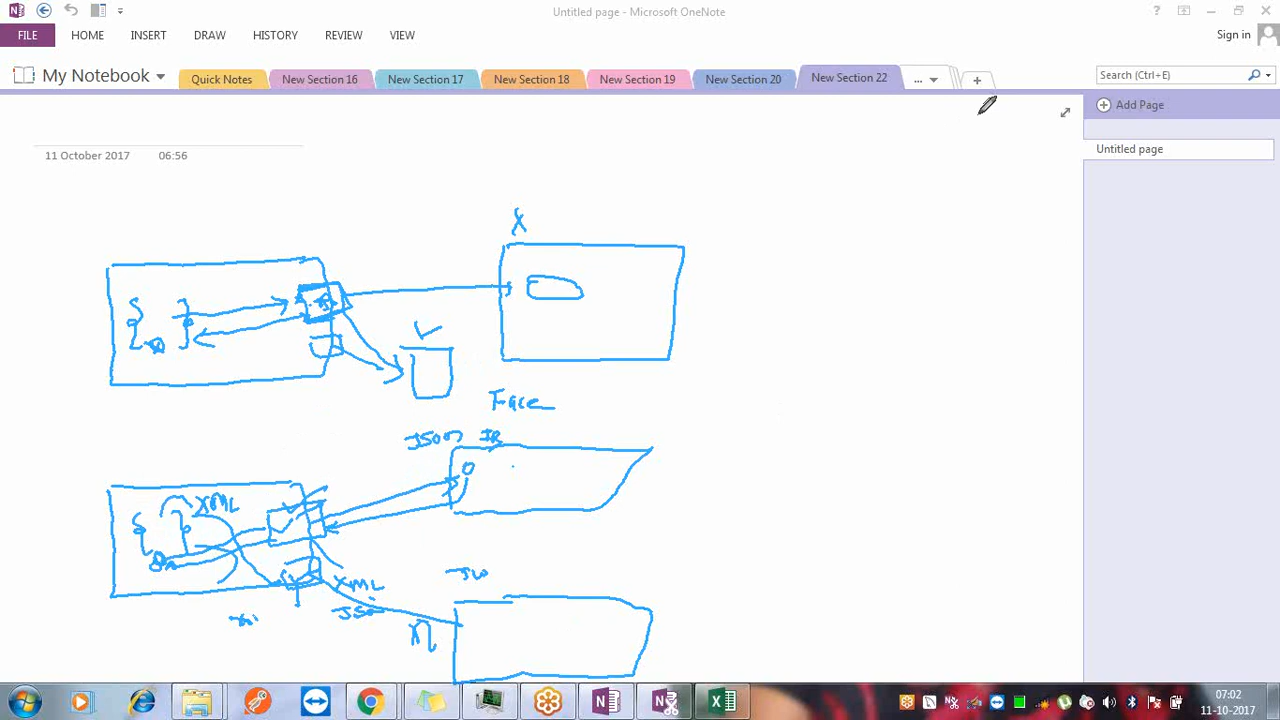 Untitled page - Microsoft OneNote
?
Sign in
FILE HOME INSERT DRAW HISTORY REVIEW VIEW
My Notebook
Quick Notes New Section 16 New Section 17 New Section 18 New Section 19 New Section 20 New Section 22 ...
Search (Ctrl+E)
Add Page
Untitled page
11 October 2017 06:56
X
Face
JSON
XML
XML
07:02
11-10-2017